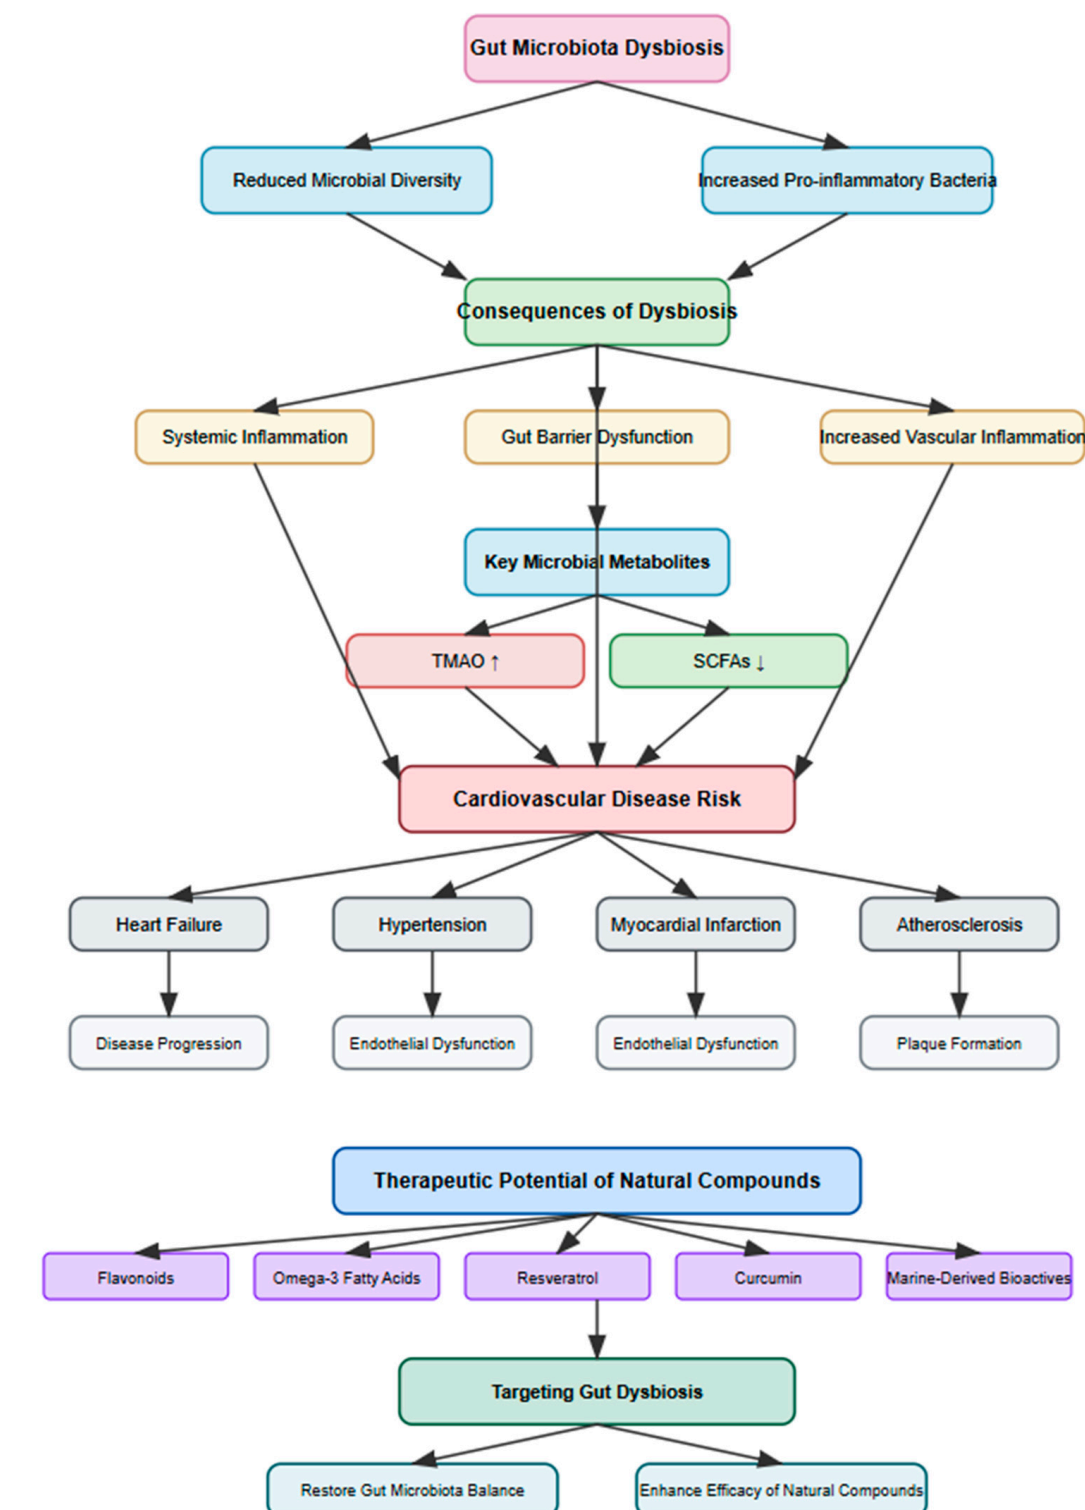 Gut Microbiota Dysbiosis
Reduced Microbial Diversity
Increased Pro-inflammatory Bacteria
Consequences of Dysbiosis
Systemic Inflammation
Gut Barrier Dysfunction
Increased Vascular Inflammation
Key Microbial Metabolites
TMAO ↑
SCFAs ↓
Cardiovascular Disease Risk
Heart Failure
Hypertension
Myocardial Infarction
Atherosclerosis
Disease Progression
Endothelial Dysfunction
Endothelial Dysfunction
Plaque Formation
Therapeutic Potential of Natural Compounds
Flavonoids
Omega-3 Fatty Acids
Resveratrol
Curcumin
Marine-Derived Bioactives
Targeting Gut Dysbiosis
Restore Gut Microbiota Balance
Enhance Efficacy of Natural Compounds